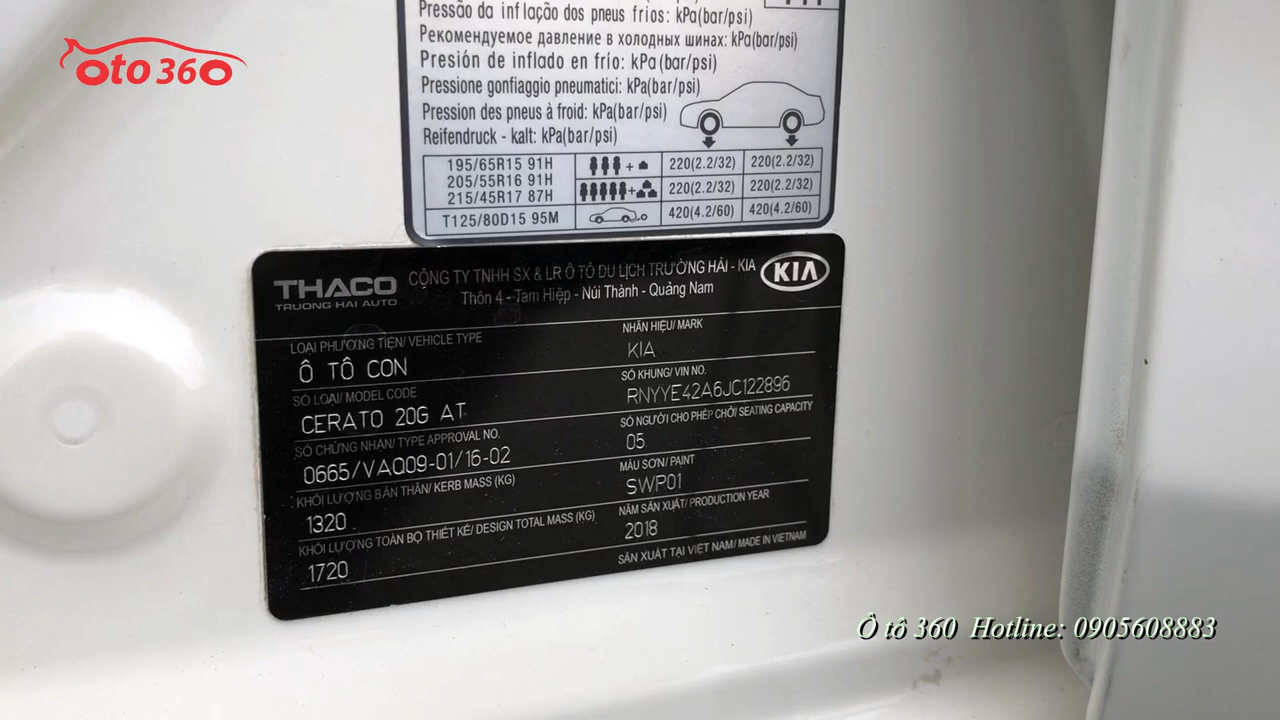 oto 360
Pressão da inflação dos pneus frios: kPa(bar/psi)
Рекомендуемое давление в холодных шинах: kPa(bar/psi)
Presión de inflado en frío: kPa(bar/psi)
Pressione gonfiaggio pneumatici: kPa(bar/psi)
Pression des pneus à froid: kPa(bar/psi)
Reifendruck - kalt: kPa(bar/psi)
195/65R15 91H
205/55R16 91H
215/45R17 87H
+ 220(2.2/32) 220(2.2/32)
+ 220(2.2/32) 220(2.2/32)
T125/80D15 95M 420(4.2/60) 420(4.2/60)
THACO
TRUONG HAI AUTO
CÔNG TY TNHH SX & LR Ô TÔ DU LỊCH TRƯỜNG HẢI - KIA
Thôn 4 - Tam Hiệp - Núi Thành - Quảng Nam
KIA
LOẠI PHƯƠNG TIỆN/ VEHICLE TYPE
Ô TÔ CON
NHÃN HIỆU/ MARK
KIA
SỐ LOẠI/ MODEL CODE
CERATO 20G AT
SỐ KHUNG/ VIN NO.
RNYYE42A6JC122896
SỐ CHỨNG NHẬN/ TYPE APPROVAL NO.
0665/VAQ09-01/16-02
SỐ NGƯỜI CHO PHÉP CHỞ/ SEATING CAPACITY
05
KHỐI LƯỢNG BẢN THÂN/ KERB MASS (KG)
1320
MÀU SƠN/ PAINT
SWP01
KHỐI LƯỢNG TOÀN BỘ THIẾT KẾ/ DESIGN TOTAL MASS (KG)
1720
NĂM SẢN XUẤT/ PRODUCTION YEAR
2018
SẢN XUẤT TẠI VIỆT NAM/ MADE IN VIETNAM
Ô tô 360 Hotline: 0905608883